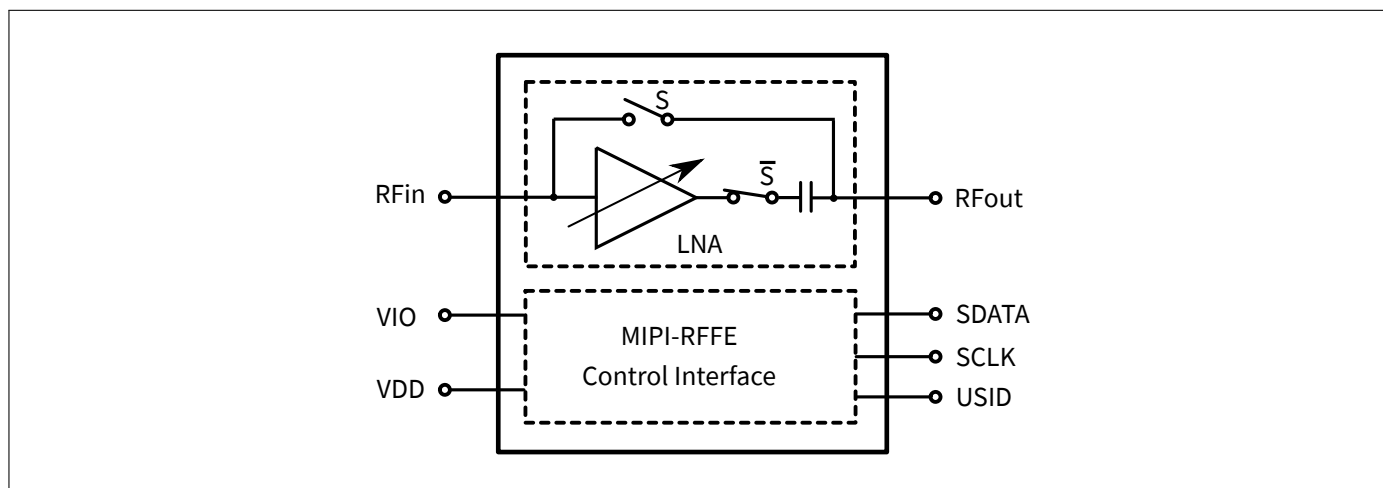 S
RFin
S̅
RFout
LNA
VIO
SDATA
MIPI-RFFE
SCLK
Control Interface
VDD
USID